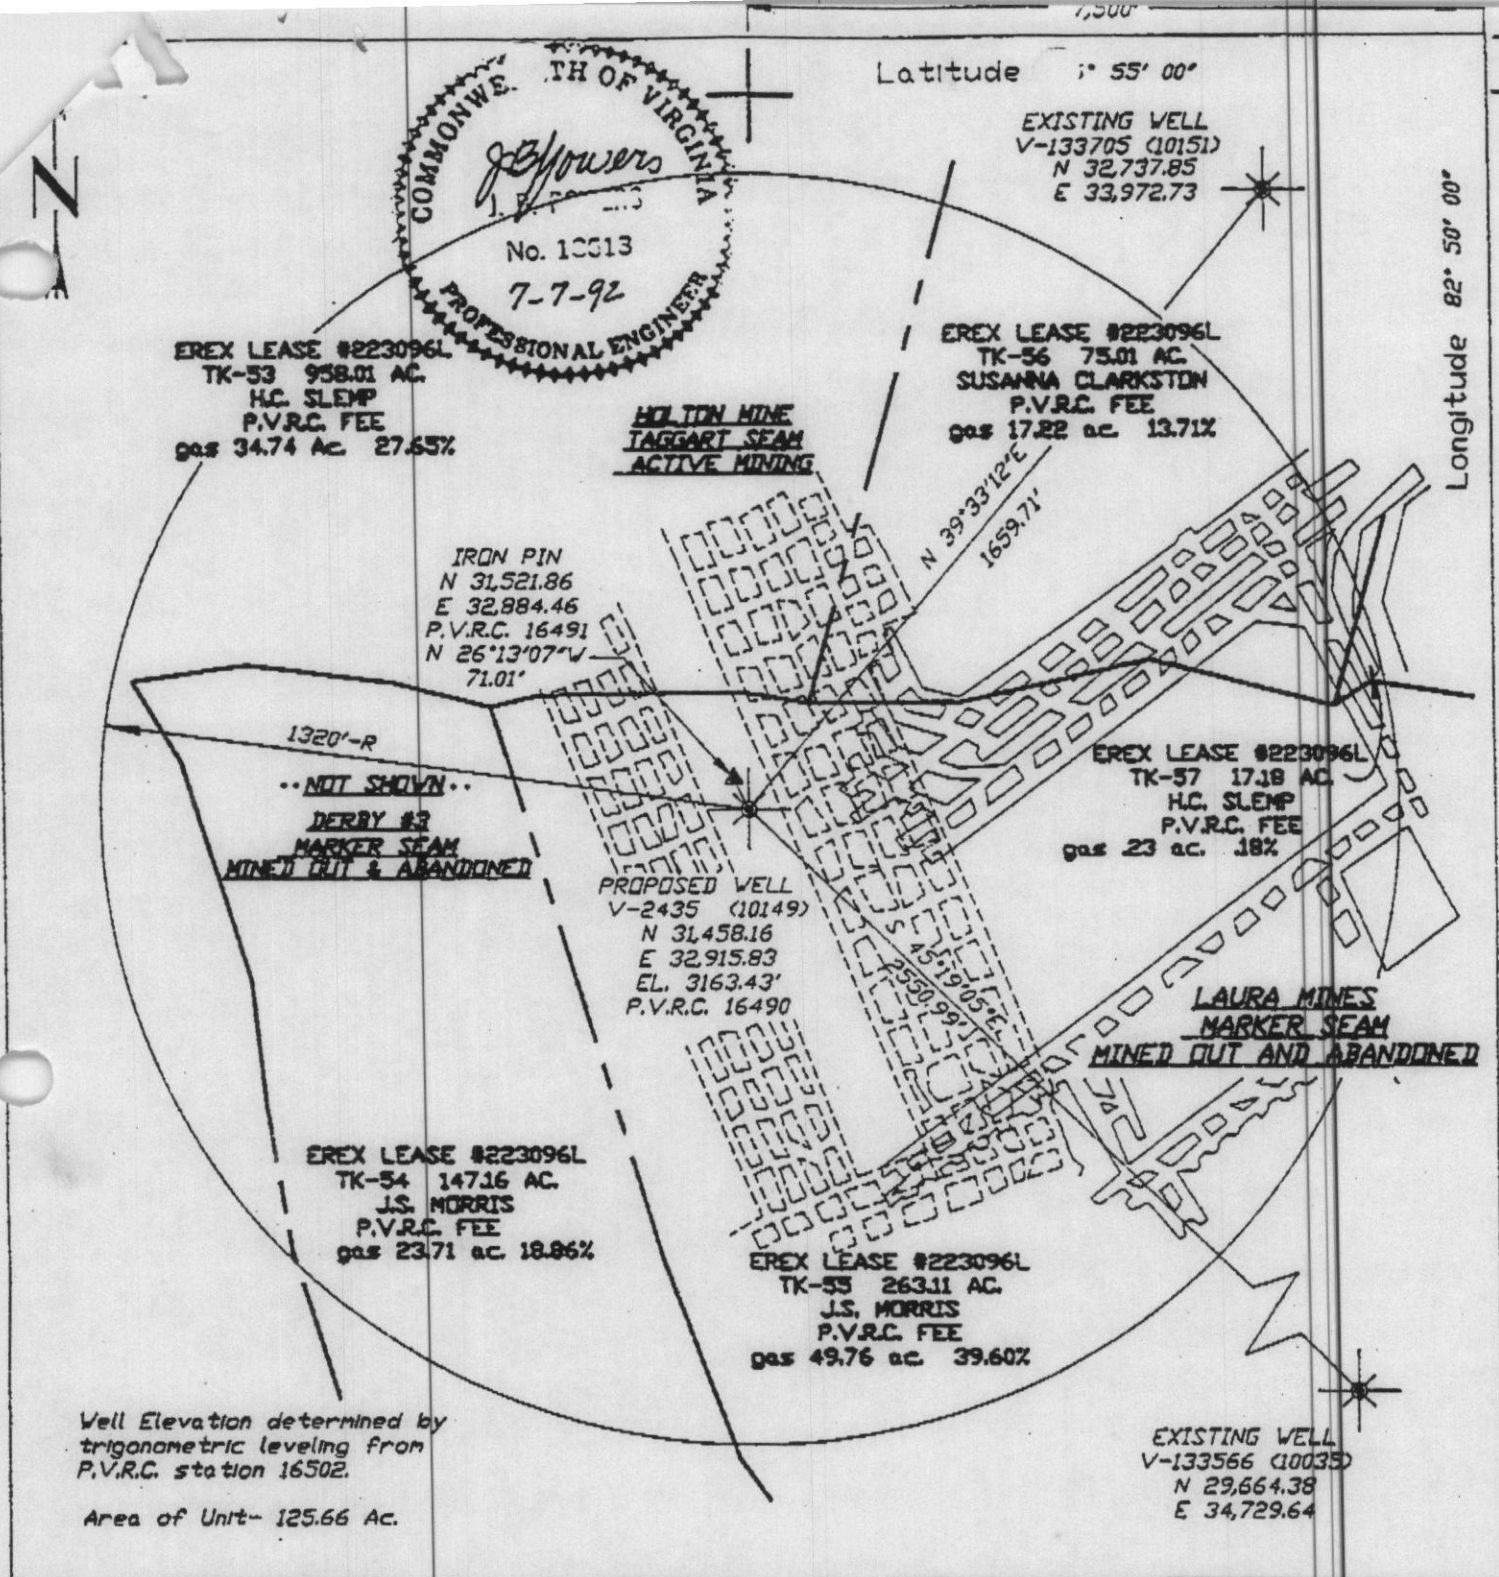 7,500'
Latitude 55' 00"
EXISTING WELL
V-133705 (10151)
N 32,737.85
E 33,972.73
Longitude 82° 50' 00"
N
COMMONWE TH OF VIRGINIA
J.B. Powers
No.
7-7-92
PROFESSIONAL ENGINEER
EREX LEASE #223096L
TK-53 958.01 AC.
H.C. SLEMP
P.V.R.C. FEE
gas 34.74 Ac. 27.65%
EREX LEASE #223096L
TK-56 75.01 AC.
SUSANNA CLARKSTON
P.V.R.C. FEE
gas 17.22 ac. 13.71%
HOLTON MINE
TAGGART SEAM
ACTIVE MINING
N 39°33'12"E
1659.71'
IRON PIN
N 31,521.86
E 32,884.46
P.V.R.C. 16491
N 26°13'07"W
71.01'
1320'-R
··NOT SHOWN··
DERBY #3
MARKER SEAM
MINED OUT & ABANDONED
EREX LEASE #223096L
TK-57 17.18 AC.
H.C. SLEMP
P.V.R.C. FEE
gas .23 ac. .18%
PROPOSED WELL
V-2435 (10149)
N 31,458.16
E 32,915.83
EL. 3163.43'
P.V.R.C. 16490
S 45°19'05"E
2550.99'
LAURA MINES
MARKER SEAM
MINED OUT AND ABANDONED
EREX LEASE #223096L
TK-54 147.16 AC.
J.S. MORRIS
P.V.R.C. FEE
gas 23.71 ac. 18.86%
EREX LEASE #223096L
TK-55 263.11 AC.
J.S. MORRIS
P.V.R.C. FEE
gas 49.76 ac. 39.60%
Well Elevation determined by
trigonometric leveling from
P.V.R.C. station 16502.
Area of Unit- 125.66 Ac.
EXISTING WELL
V-133566 (10035)
N 29,664.38
E 34,729.64